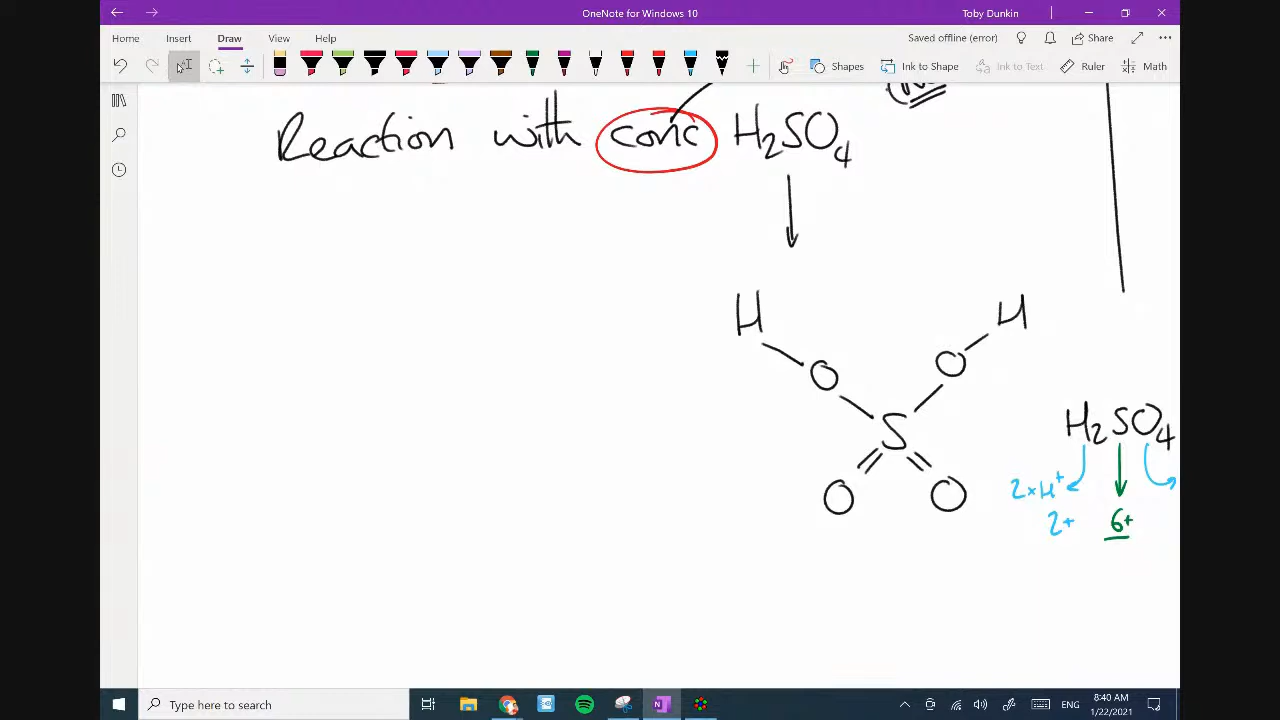 OneNote for Windows 10
Toby Dunkin
Home Insert Draw View Help
Saved offline (error)
Share
Shapes
Ink to Shape
Ink to Text
Ruler
Math
Reaction with conc H₂SO₄
H H
O O
S
O O
H₂SO₄
2×H⁺
2+ 6+
Type here to search
ENG
8:40 AM
1/22/2021